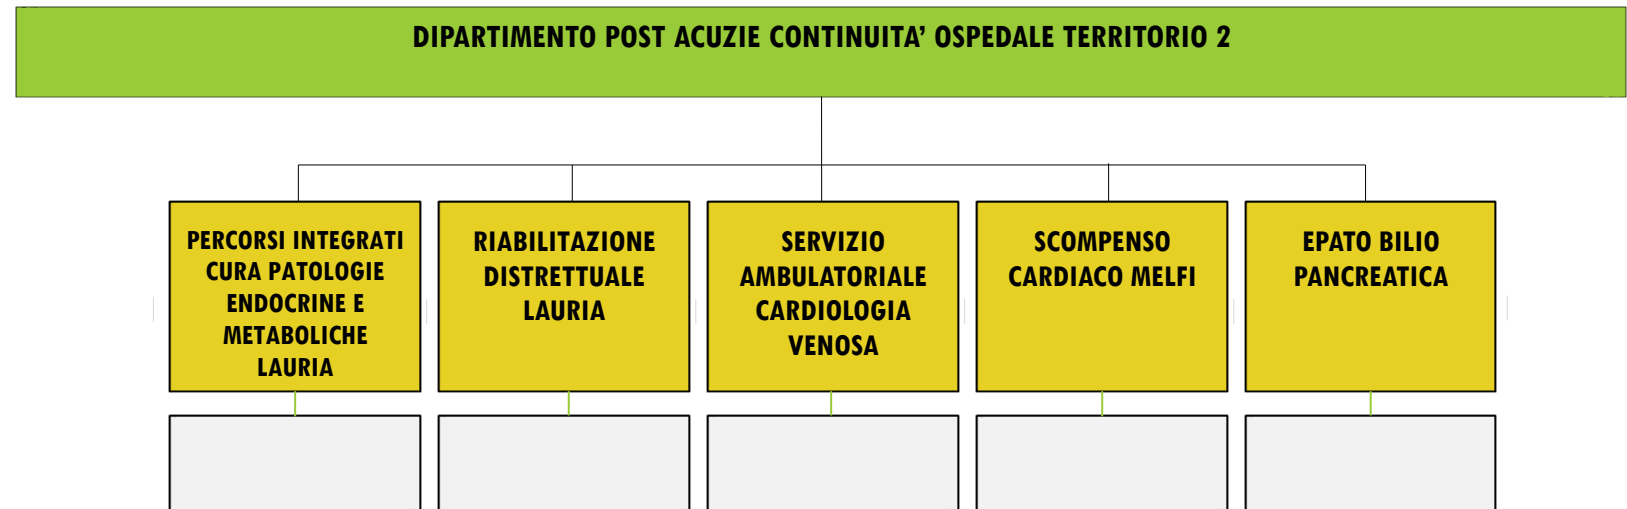 DIPARTIMENTO POST ACUZIE CONTINUITA’ OSPEDALE TERRITORIO 2
PERCORSI INTEGRATI
CURA PATOLOGIE
ENDOCRINE E
METABOLICHE
LAURIA
RIABILITAZIONE
DISTRETTUALE
LAURIA
SERVIZIO
AMBULATORIALE
CARDIOLOGIA
VENOSA
SCOMPENSO
CARDIACO MELFI
EPATO BILIO
PANCREATICA